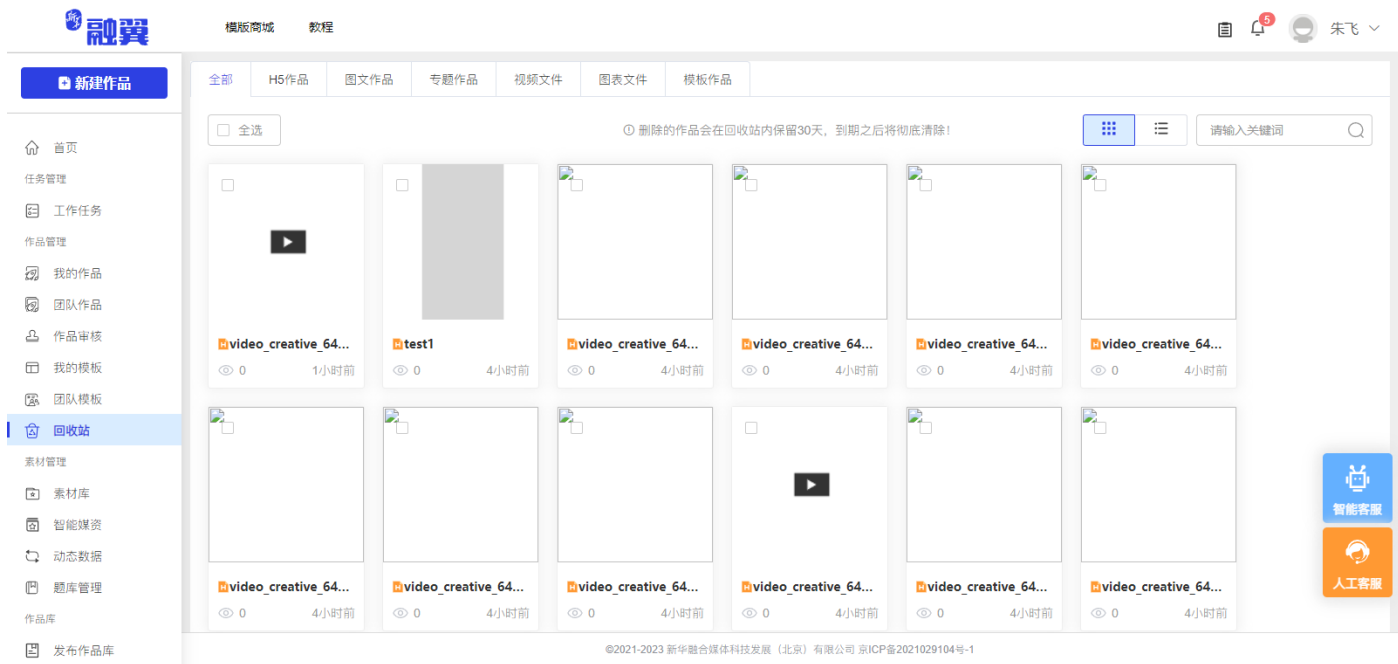 融翼
模版商城
教程
5
朱飞
新建作品
首页
任务管理
工作任务
作品管理
我的作品
团队作品
作品审核
我的模板
团队模板
回收站
素材管理
素材库
智能媒资
动态数据
题库管理
作品库
发布作品库
全部
H5作品
图文作品
专题作品
视频文件
图表文件
模板作品
全选
删除的作品会在回收站内保留30天，到期之后将彻底清除！
请输入关键词
video_creative_64...
0 1小时前
test1
0 4小时前
video_creative_64...
0 4小时前
video_creative_64...
0 4小时前
video_creative_64...
0 4小时前
video_creative_64...
0 4小时前
video_creative_64...
0 4小时前
video_creative_64...
0 4小时前
video_creative_64...
0 4小时前
video_creative_64...
0 4小时前
video_creative_64...
0 4小时前
video_creative_64...
0 4小时前
智能客服
人工客服
©2021-2023 新华融合媒体科技发展（北京）有限公司 京ICP备2021029104号-1